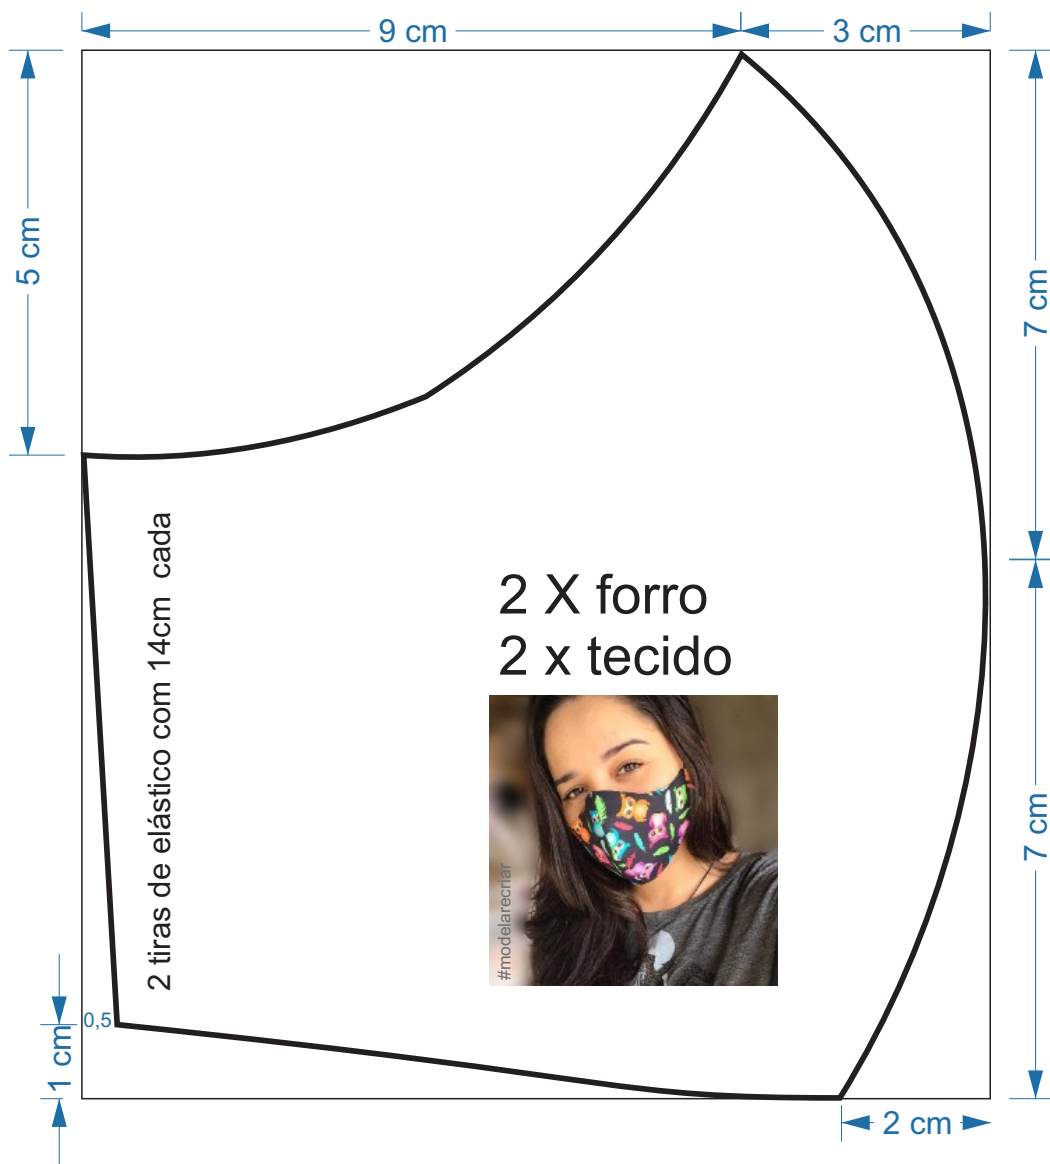 9 cm
3 cm
5 cm
7 cm
2 tiras de elástico com 14cm  cada
2 X forro
2 x tecido
#modelarecriar
7 cm
0,5
1 cm
2 cm